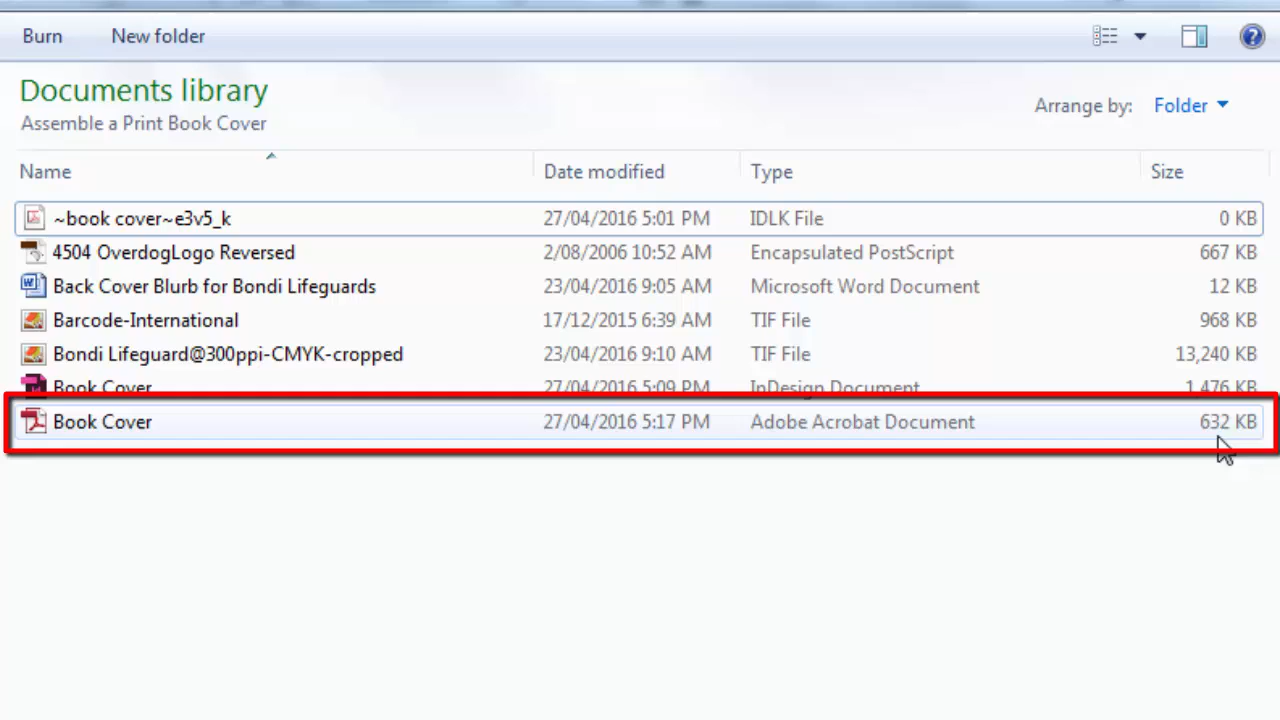 Burn New folder
Documents library
Assemble a Print Book Cover
Arrange by: Folder
Name Date modified Type Size
~book cover~e3v5_k 27/04/2016 5:01 PM IDLK File 0 KB
4504 OverdogLogo Reversed 2/08/2006 10:52 AM Encapsulated PostScript 667 KB
Back Cover Blurb for Bondi Lifeguards 23/04/2016 9:05 AM Microsoft Word Document 12 KB
Barcode-International 17/12/2015 6:39 AM TIF File 968 KB
Bondi Lifeguard@300ppi-CMYK-cropped 23/04/2016 9:10 AM TIF File 13,240 KB
Book Cover 27/04/2016 5:09 PM InDesign Document 1,476 KB
Book Cover 27/04/2016 5:17 PM Adobe Acrobat Document 632 KB